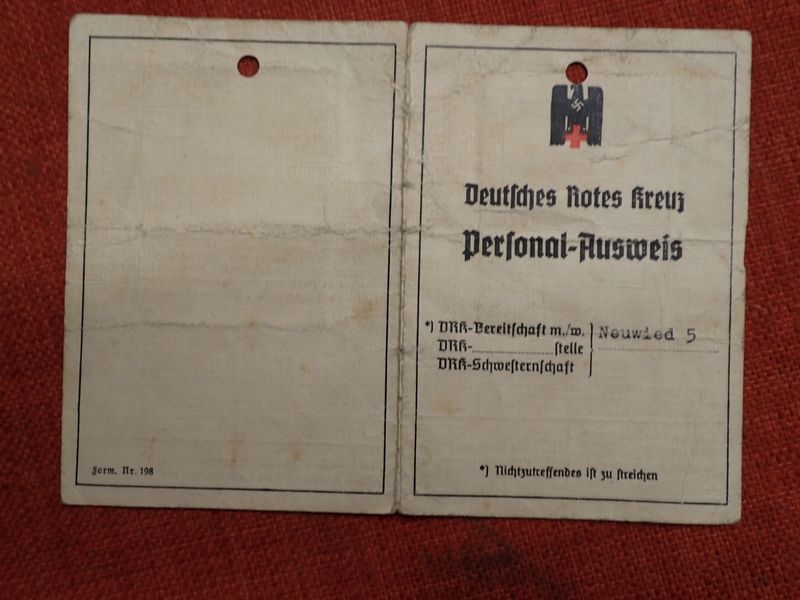 Form. Nr. 198
Deutsches Rotes Kreuz
Personal-Ausweis
*) DRK-Bereitschaft m./w. } Neuwied 5
DRK-....................stelle
DRK-Schwesternschaft
*) Nichtzutreffendes ist zu streichen